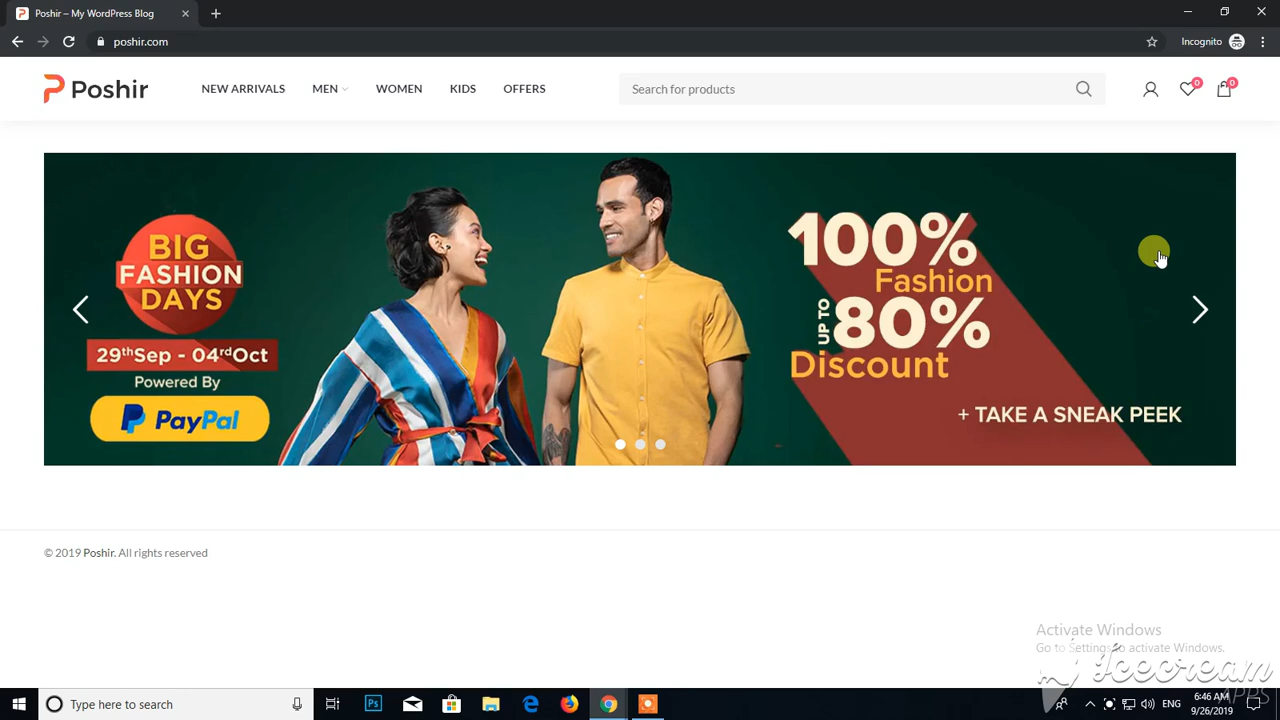 Poshir – My WordPress Blog
poshir.com
Incognito
Poshir
NEW ARRIVALS
MEN
WOMEN
KIDS
OFFERS
Search for products
0
0
BIG
FASHION
DAYS
29thSep - 04rdOct
Powered By
PayPal
100%
Fashion
UP TO
80%
Discount
+ TAKE A SNEAK PEEK
© 2019 Poshir. All rights reserved
Activate Windows
Go to Settings to activate Windows.
Icecream
APPS
Type here to search
Ps
ENG
6:46 AM
9/26/2019